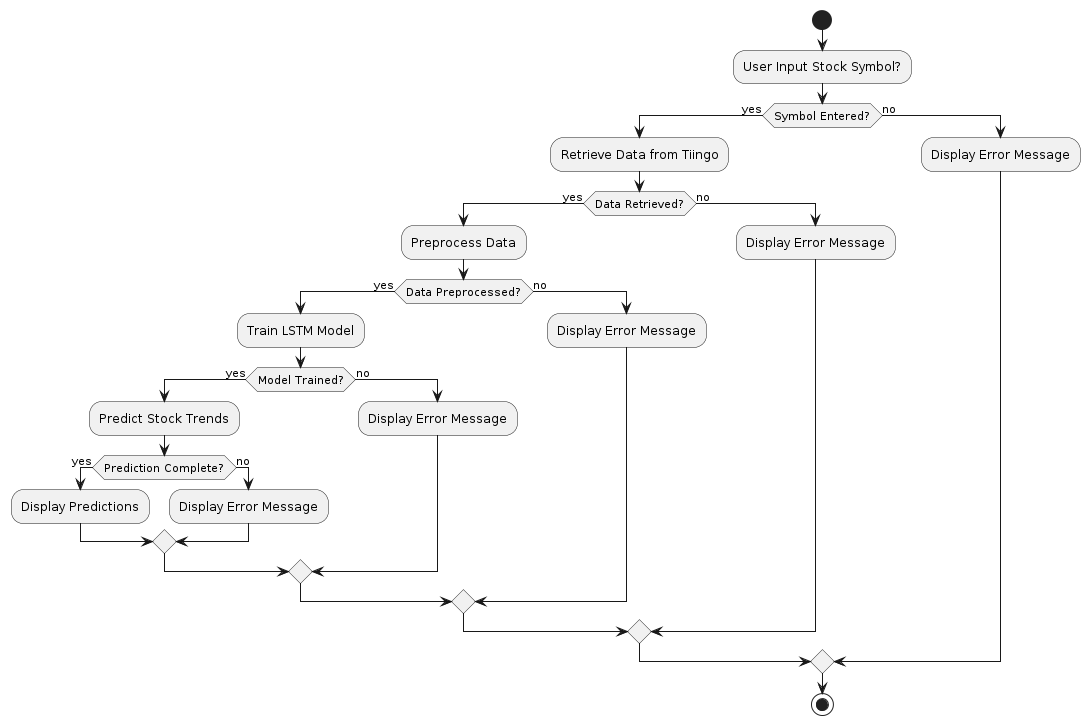 User Input Stock Symbol?
yes
Symbol Entered?
no
Retrieve Data from Tiingo
Display Error Message
yes
Data Retrieved?
no
Preprocess Data
Display Error Message
yes
Data Preprocessed?
no
Train LSTM Model
Display Error Message
yes
Model Trained?
no
Predict Stock Trends
Display Error Message
yes
Prediction Complete?
no
Display Predictions
Display Error Message